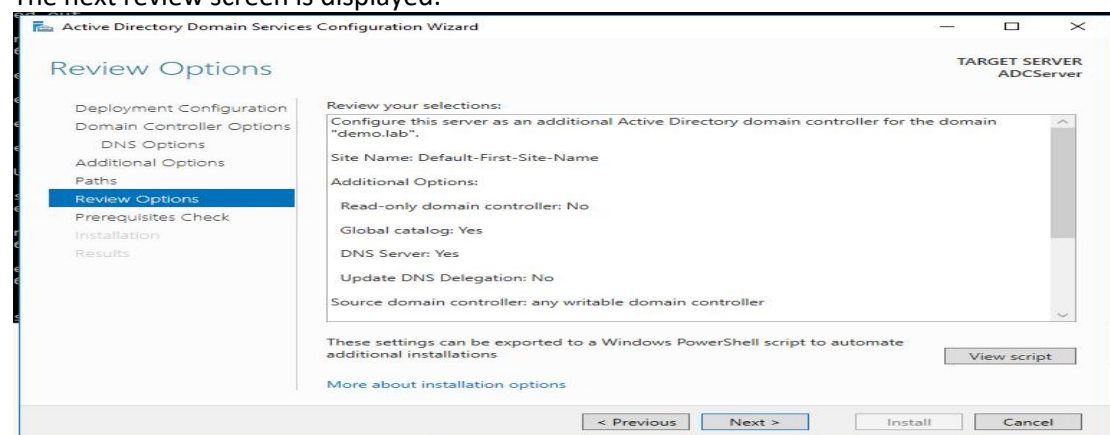 The next review screen is displayed:
Active Directory Domain Services Configuration Wizard
Review Options
TARGET SERVER
ADCServer
Deployment Configuration
Domain Controller Options
DNS Options
Additional Options
Paths
Review Options
Prerequisites Check
Installation
Results
Review your selections:
Configure this server as an additional Active Directory domain controller for the domain
"demo.lab".
Site Name: Default-First-Site-Name
Additional Options:
Read-only domain controller: No
Global catalog: Yes
DNS Server: Yes
Update DNS Delegation: No
Source domain controller: any writable domain controller
These settings can be exported to a Windows PowerShell script to automate
additional installations
View script
More about installation options
< Previous
Next >
Install
Cancel